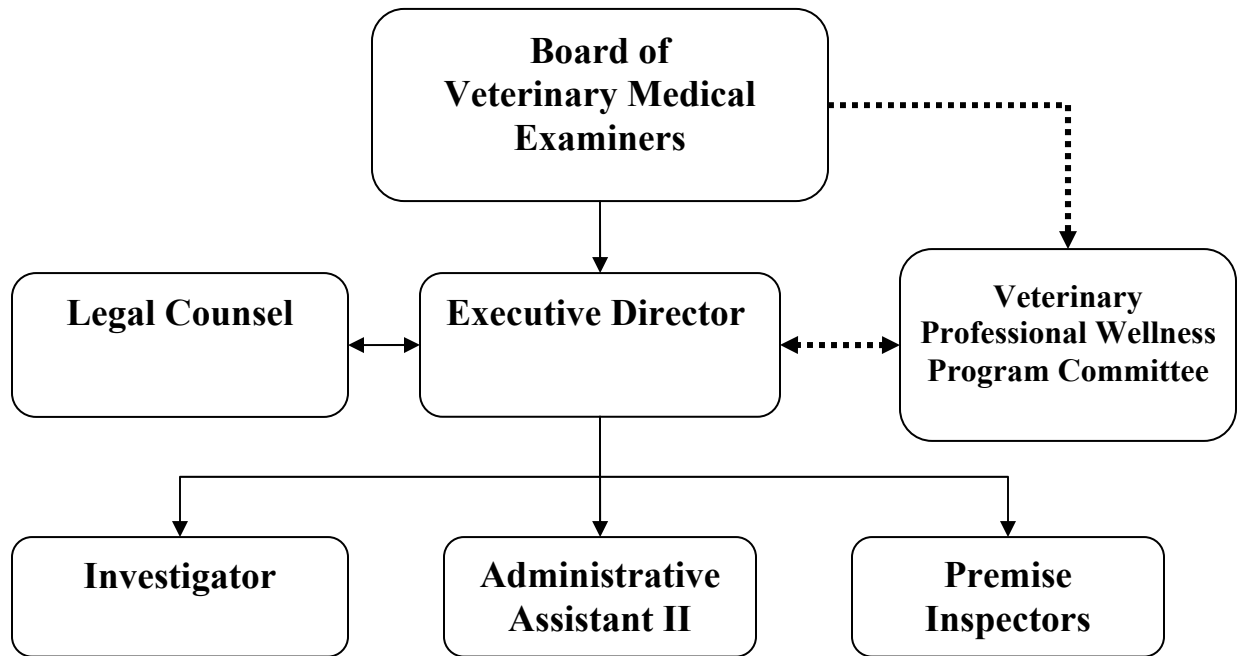 Board of
Veterinary Medical
Examiners
Legal Counsel
Executive Director
Veterinary
Professional Wellness
Program Committee
Investigator
Administrative
Assistant II
Premise
Inspectors